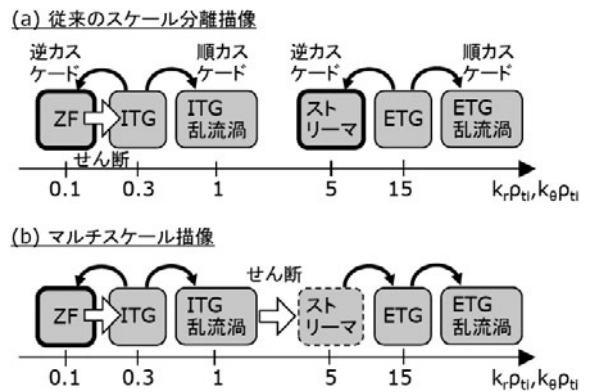 (a) 従来のスケール分離描像
逆カス
ケード
順カス
ケード
逆カス
ケード
順カス
ケード
ZF
ITG
ITG
乱流渦
スト
リーマ
ETG
ETG
乱流渦
せん断
0.1
0.3
1
5
15
k_rρ_ti,k_θρ_ti
(b) マルチスケール描像
せん断
ZF
ITG
ITG
乱流渦
スト
リーマ
ETG
ETG
乱流渦
0.1
0.3
1
5
15
k_rρ_ti,k_θρ_ti